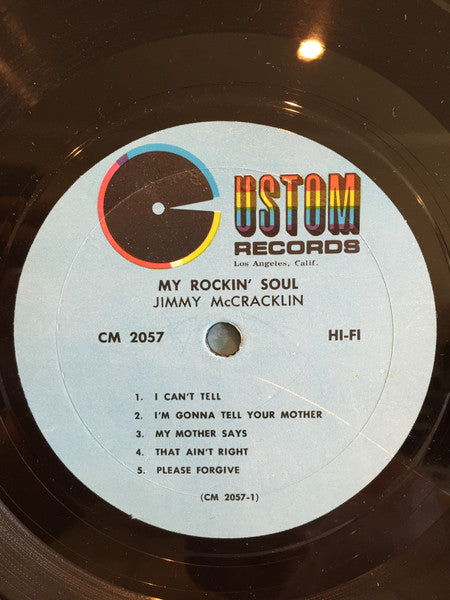 CUSTOM
RECORDS
Los Angeles, Calif.
MY ROCKIN' SOUL
JIMMY McCRACKLIN
CM 2057
HI-FI
1. I CAN'T TELL
2. I'M GONNA TELL YOUR MOTHER
3. MY MOTHER SAYS
4. THAT AIN'T RIGHT
5. PLEASE FORGIVE
(CM 2057-1)